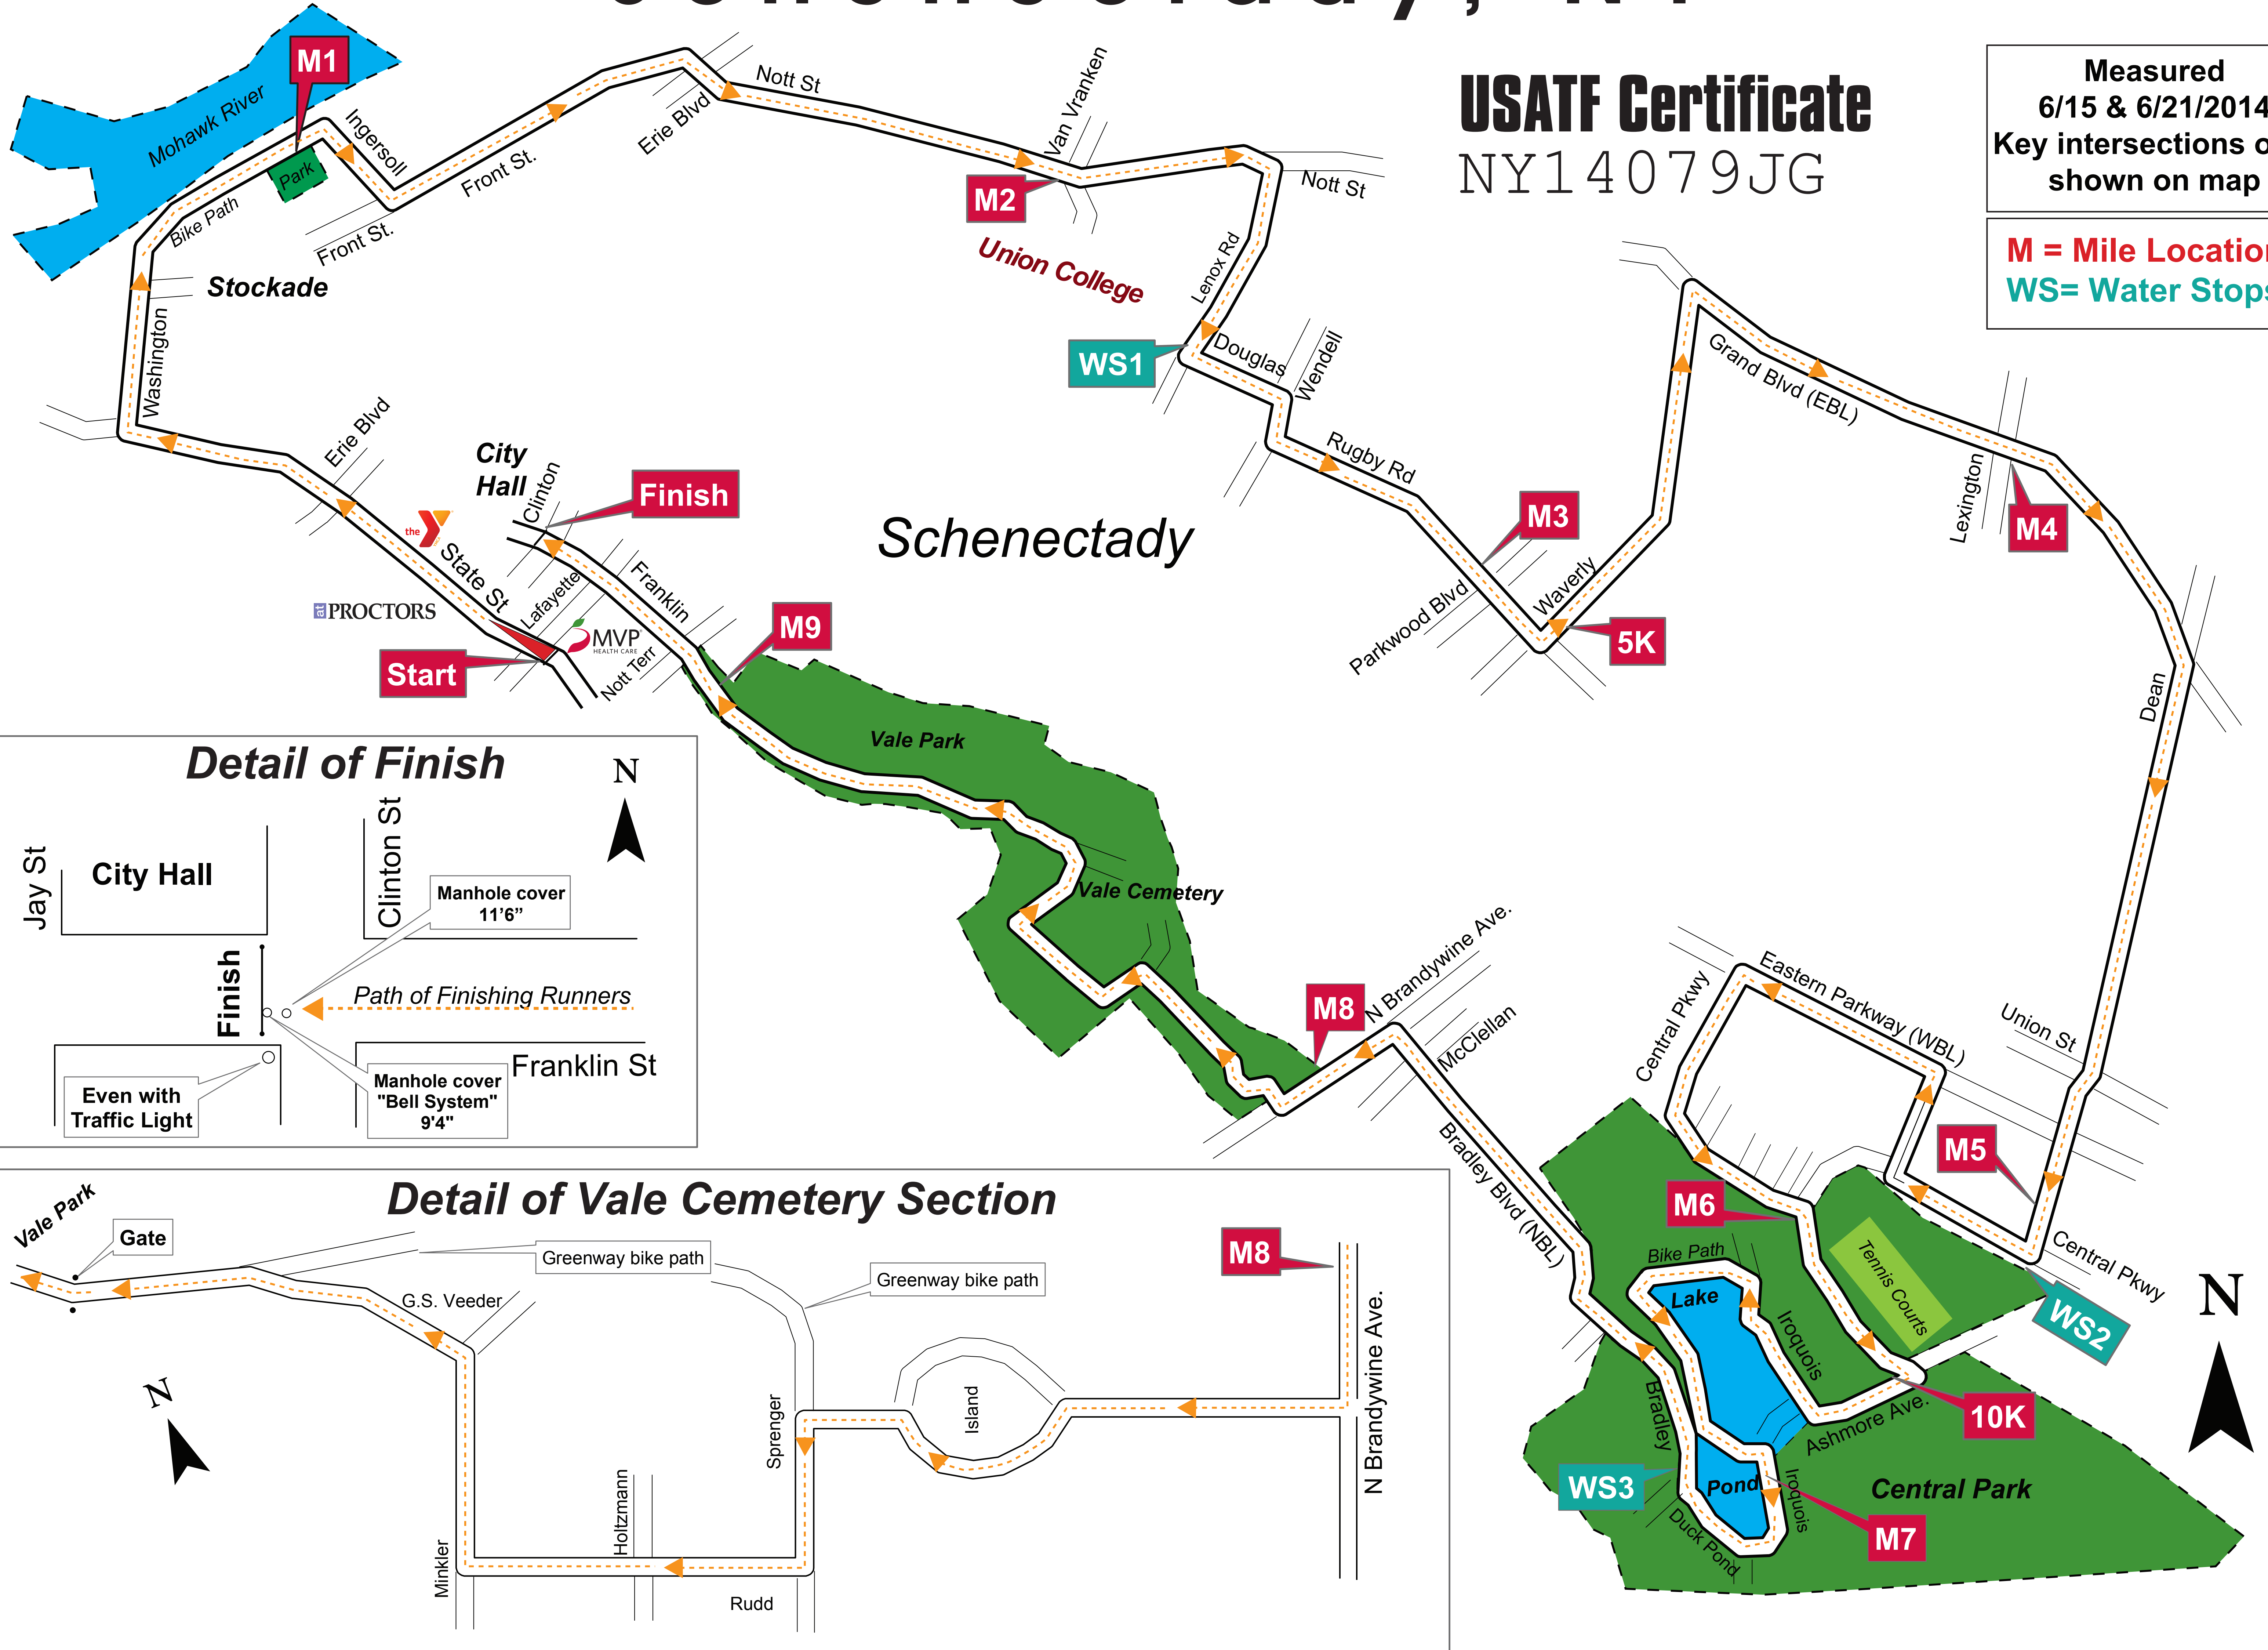 Schenectady, NY
USATF Certificate
NY14079JG
Measured
6/15 & 6/21/2014
Key intersections o
shown on map
M = Mile Location
WS= Water Stops
M1
Mohawk River
Park
Ingersoll
Bike Path
Front St.
Front St.
Stockade
Washington
Erie Blvd
Nott St
Van Vranken
M2
Union College
Nott St
Lenox Rd
WS1
Douglas
Wendell
Rugby Rd
M3
Parkwood Blvd
Waverly
5K
Grand Blvd (EBL)
Lexington
M4
Dean
Erie Blvd
City
Hall
Clinton
Finish
the
Y
State St
at PROCTORS
Lafayette
Franklin
MVP
HEALTH CARE
Start
Nott Terr
M9
Schenectady
Vale Park
Vale Cemetery
M8
N Brandywine Ave.
McClellan
Bradley Blvd (NBL)
Central Pkwy
Eastern Parkway (WBL)
Union St
M5
Central Pkwy
WS2
M6
Tennis Courts
Bike Path
Lake
Iroquois
Ashmore Ave.
10K
Bradley
WS3
Pond
Iroquois
Duck Pond
M7
Central Park
N
Detail of Finish
N
Jay St
City Hall
Clinton St
Manhole cover
11’6”
Finish
Path of Finishing Runners
Franklin St
Even with
Traffic Light
Manhole cover
"Bell System"
9'4"
Detail of Vale Cemetery Section
Vale Park
Gate
Greenway bike path
Greenway bike path
M8
G.S. Veeder
N
Sprenger
Island
N Brandywine Ave.
Holtzmann
Minkler
Rudd